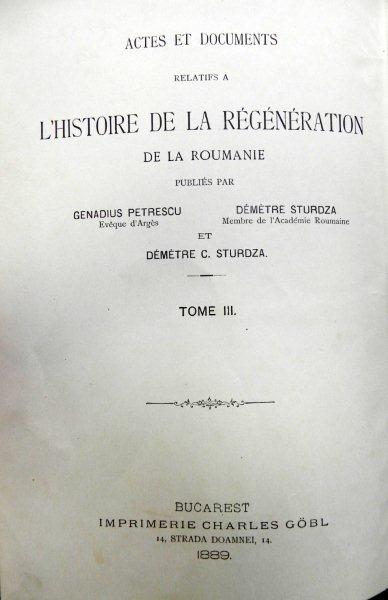 ACTES ET DOCUMENTS
RELATIFS A
L'HISTOIRE DE LA RÉGÉNÉRATION
DE LA ROUMANIE
PUBLIÉS PAR
GENADIUS PETRESCU DÉMÈTRE STURDZA
Evêque d'Argès Membre de l'Académie Roumaine
ET
DÉMÈTRE C. STURDZA.
TOME III.
BUCAREST
IMPRIMERIE CHARLES GÖBL
14, STRADA DOAMNEI, 14.
1889.